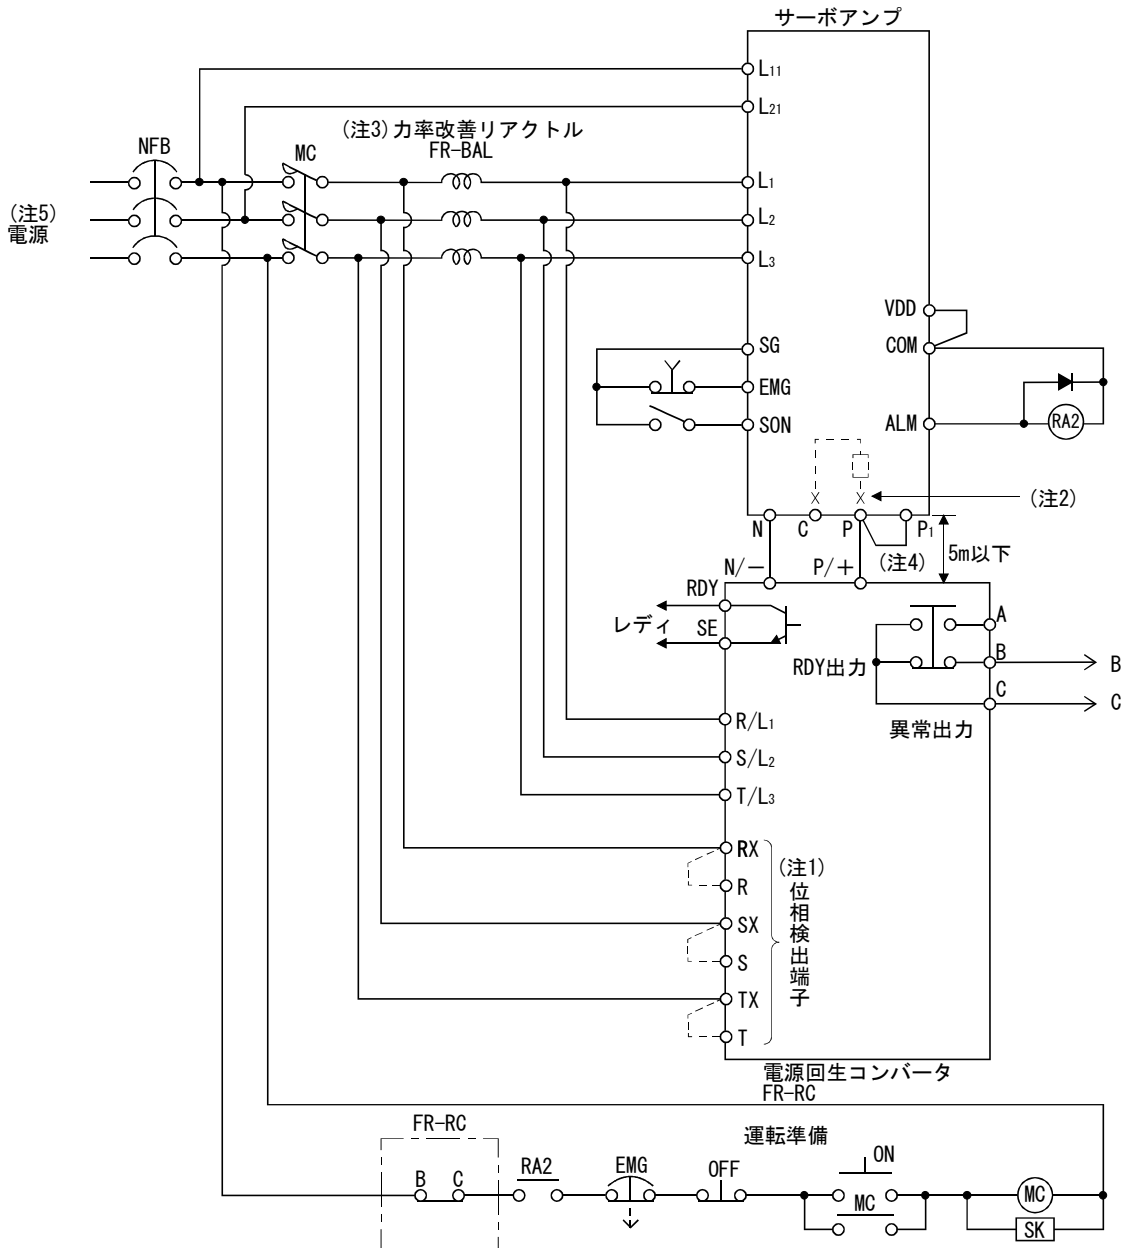 サーボアンプ
L11
L21
(注3)力率改善リアクトル
FR-BAL
NFB
MC
(注5)
電源
L1
L2
L3
VDD
COM
SG
EMG
SON
ALM
RA2
(注2)
N
C
P
P1
(注4)
5m以下
N/−
P/+
RDY
SE
レディ
A
B
C
RDY出力
B
C
異常出力
R/L1
S/L2
T/L3
RX
R
SX
S
TX
T
(注1)
位相検出端子
電源回生コンバータ
FR-RC
FR-RC
運転準備
B
C
RA2
EMG
OFF
ON
MC
MC
SK